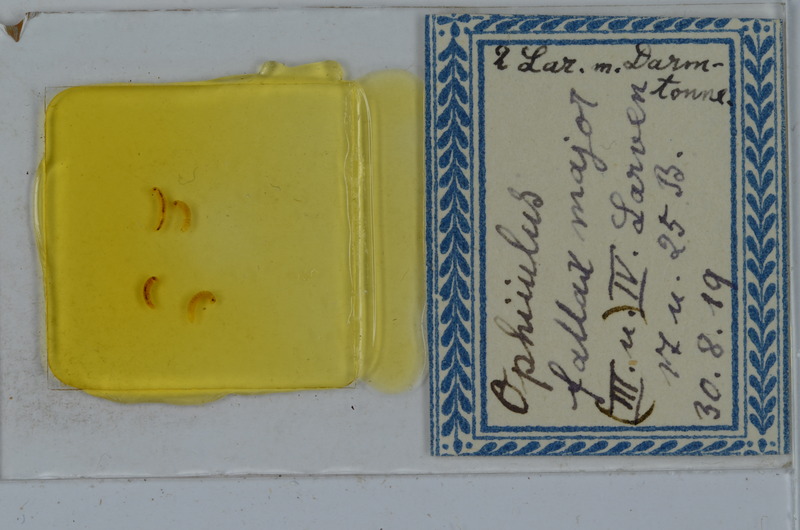 2 Lar. m. Darm-
tonne.
Ophiiulus
fallax major
(III. u.) IV. Larven
17 u. 25 B.
30. 8. 19